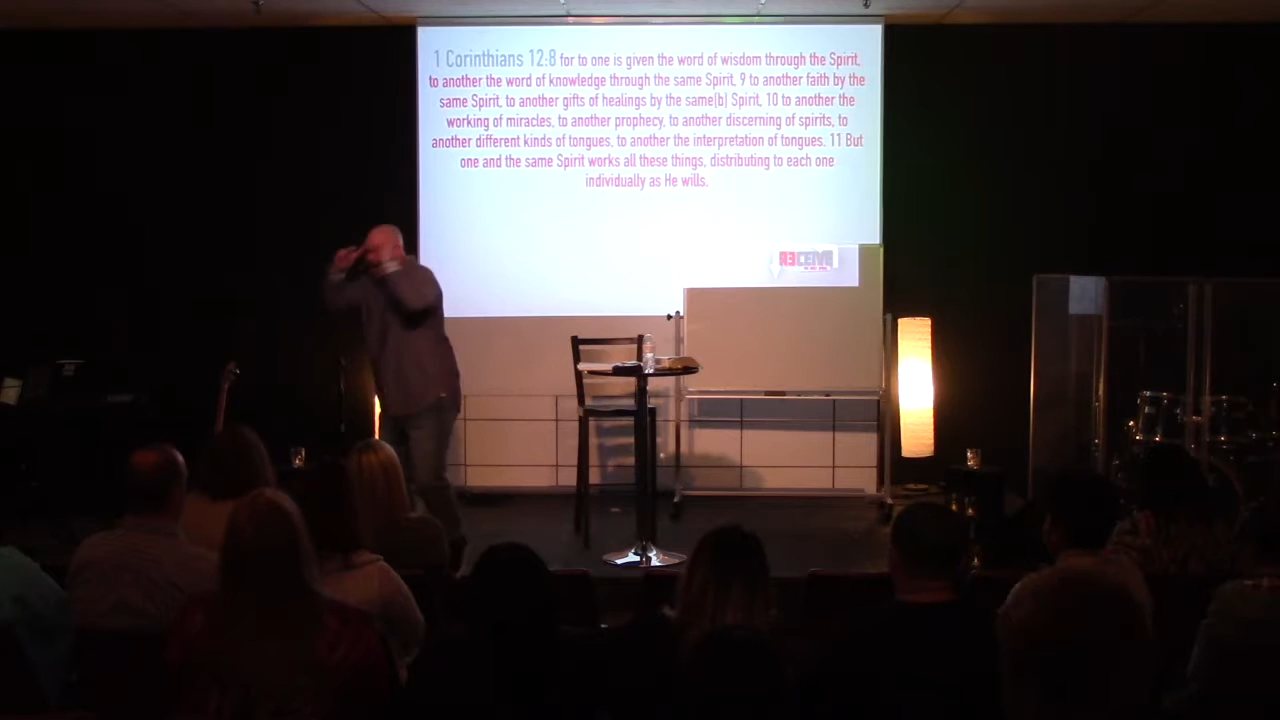 1 Corinthians 12:8 for to one is given the word of wisdom through the Spirit,
to another the word of knowledge through the same Spirit, 9 to another faith by the
same Spirit, to another gifts of healings by the same[b] Spirit, 10 to another the
working of miracles, to another prophecy, to another discerning of spirits, to
another different kinds of tongues, to another the interpretation of tongues. 11 But
one and the same Spirit works all these things, distributing to each one
individually as He wills.
RECEIVE